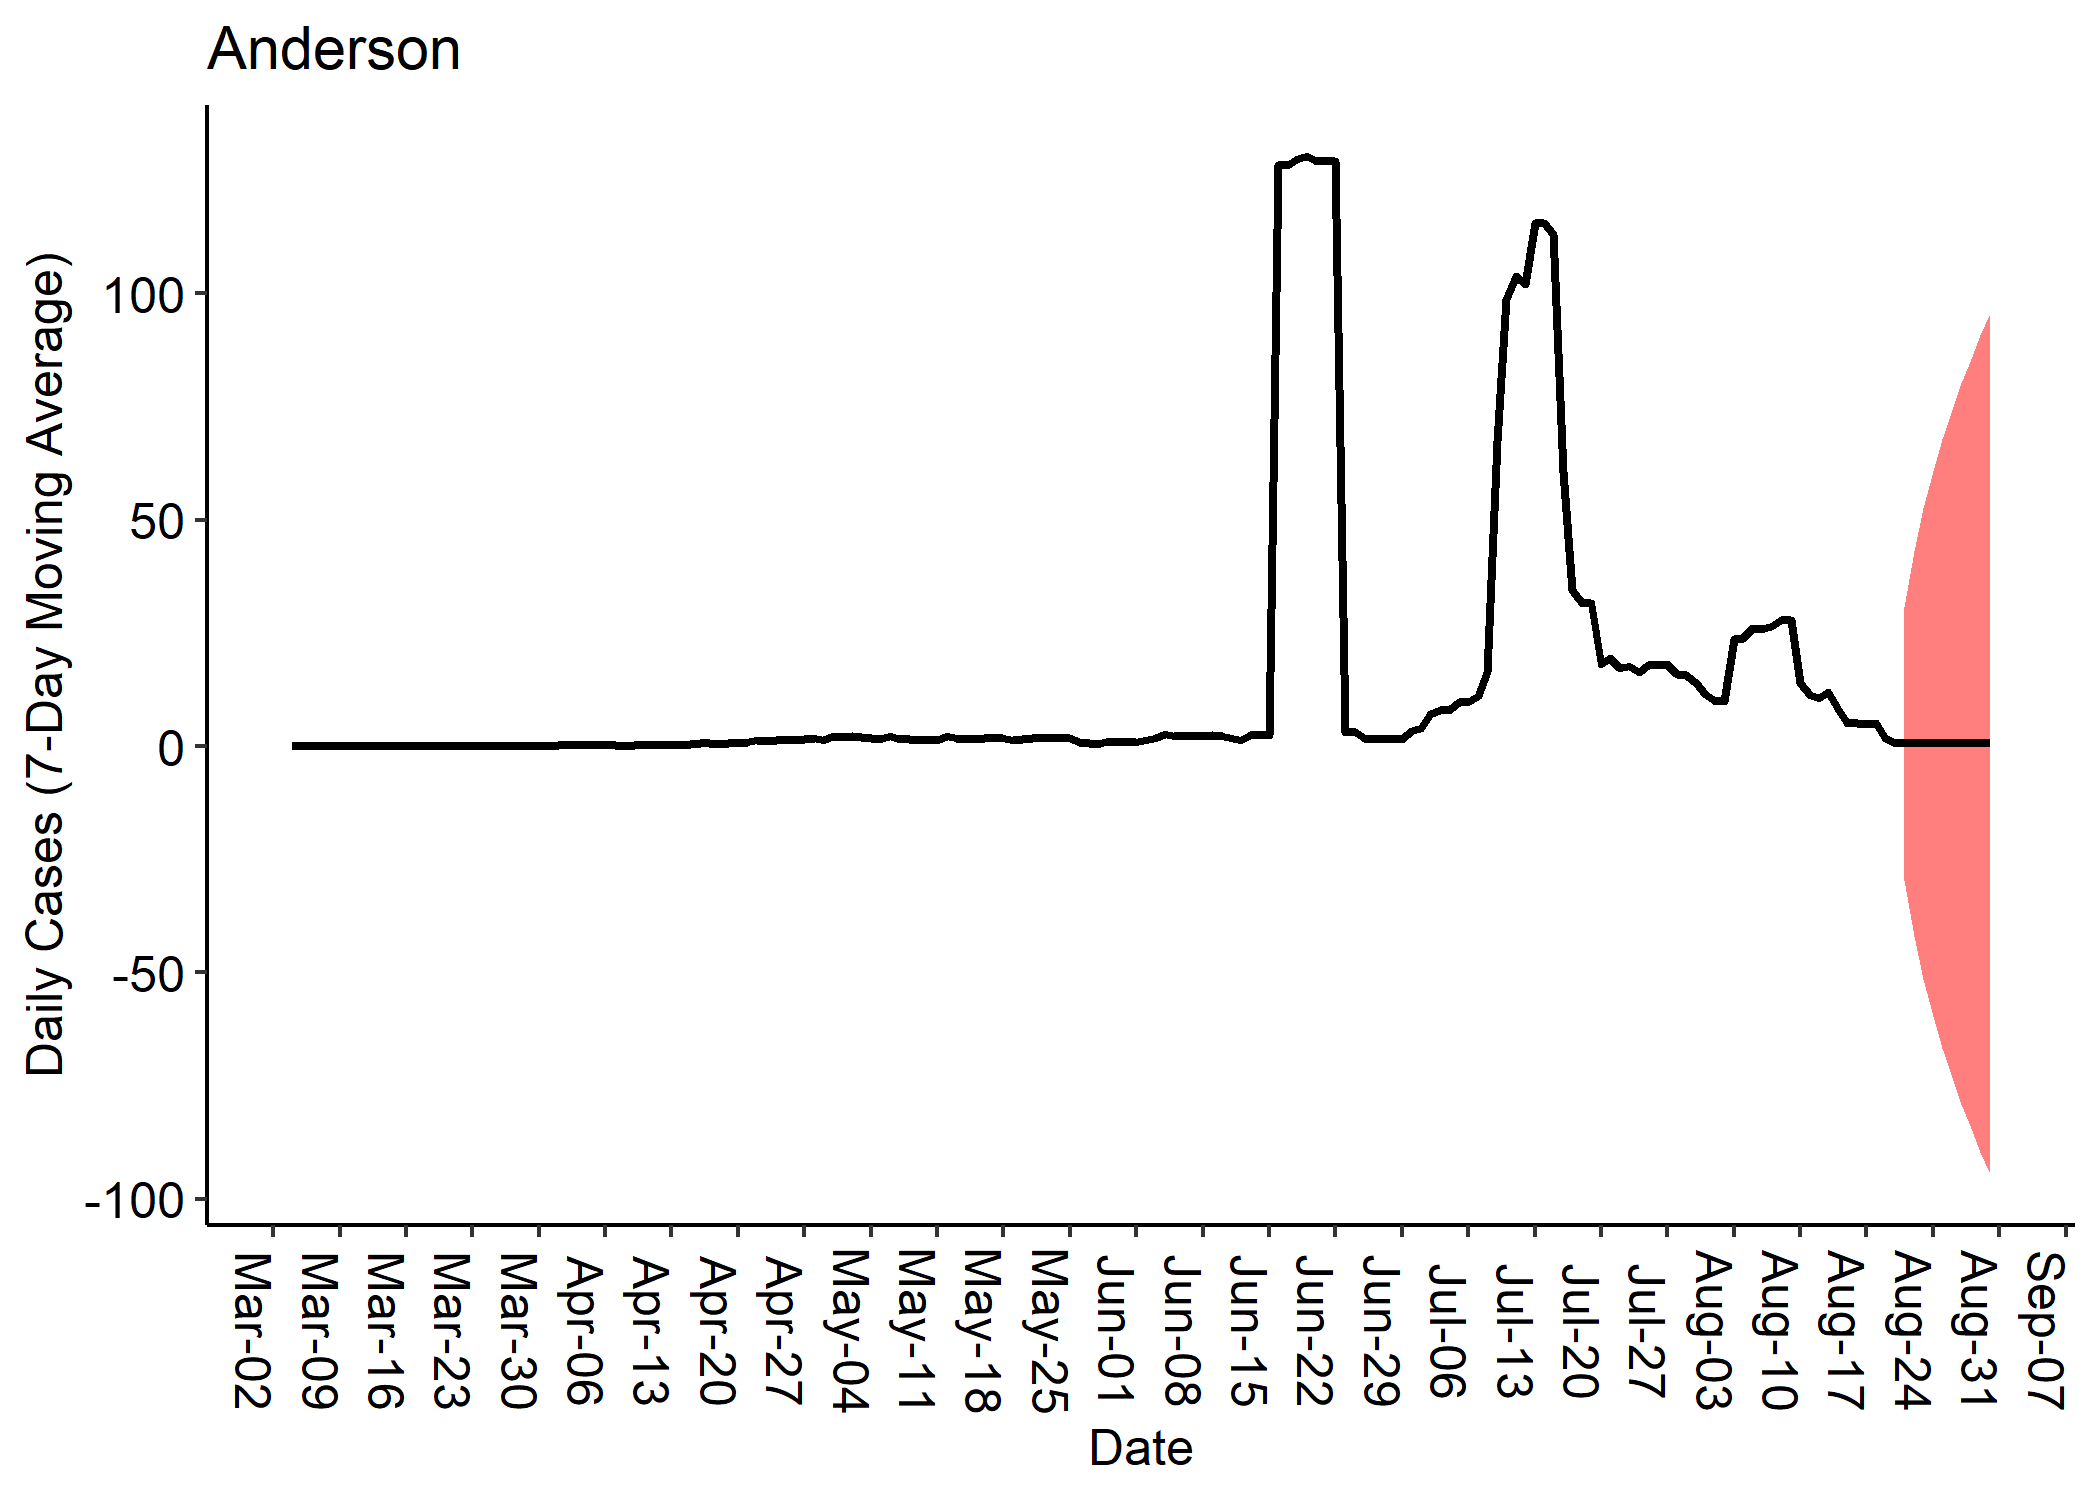 Anderson
Daily Cases (7-Day Moving Average)
100
50
0
-50
-100
Mar-02
Mar-09
Mar-16
Mar-23
Mar-30
Apr-06
Apr-13
Apr-20
Apr-27
May-04
May-11
May-18
May-25
Jun-01
Jun-08
Jun-15
Jun-22
Jun-29
Jul-06
Jul-13
Jul-20
Jul-27
Aug-03
Aug-10
Aug-17
Aug-24
Aug-31
Sep-07
Date